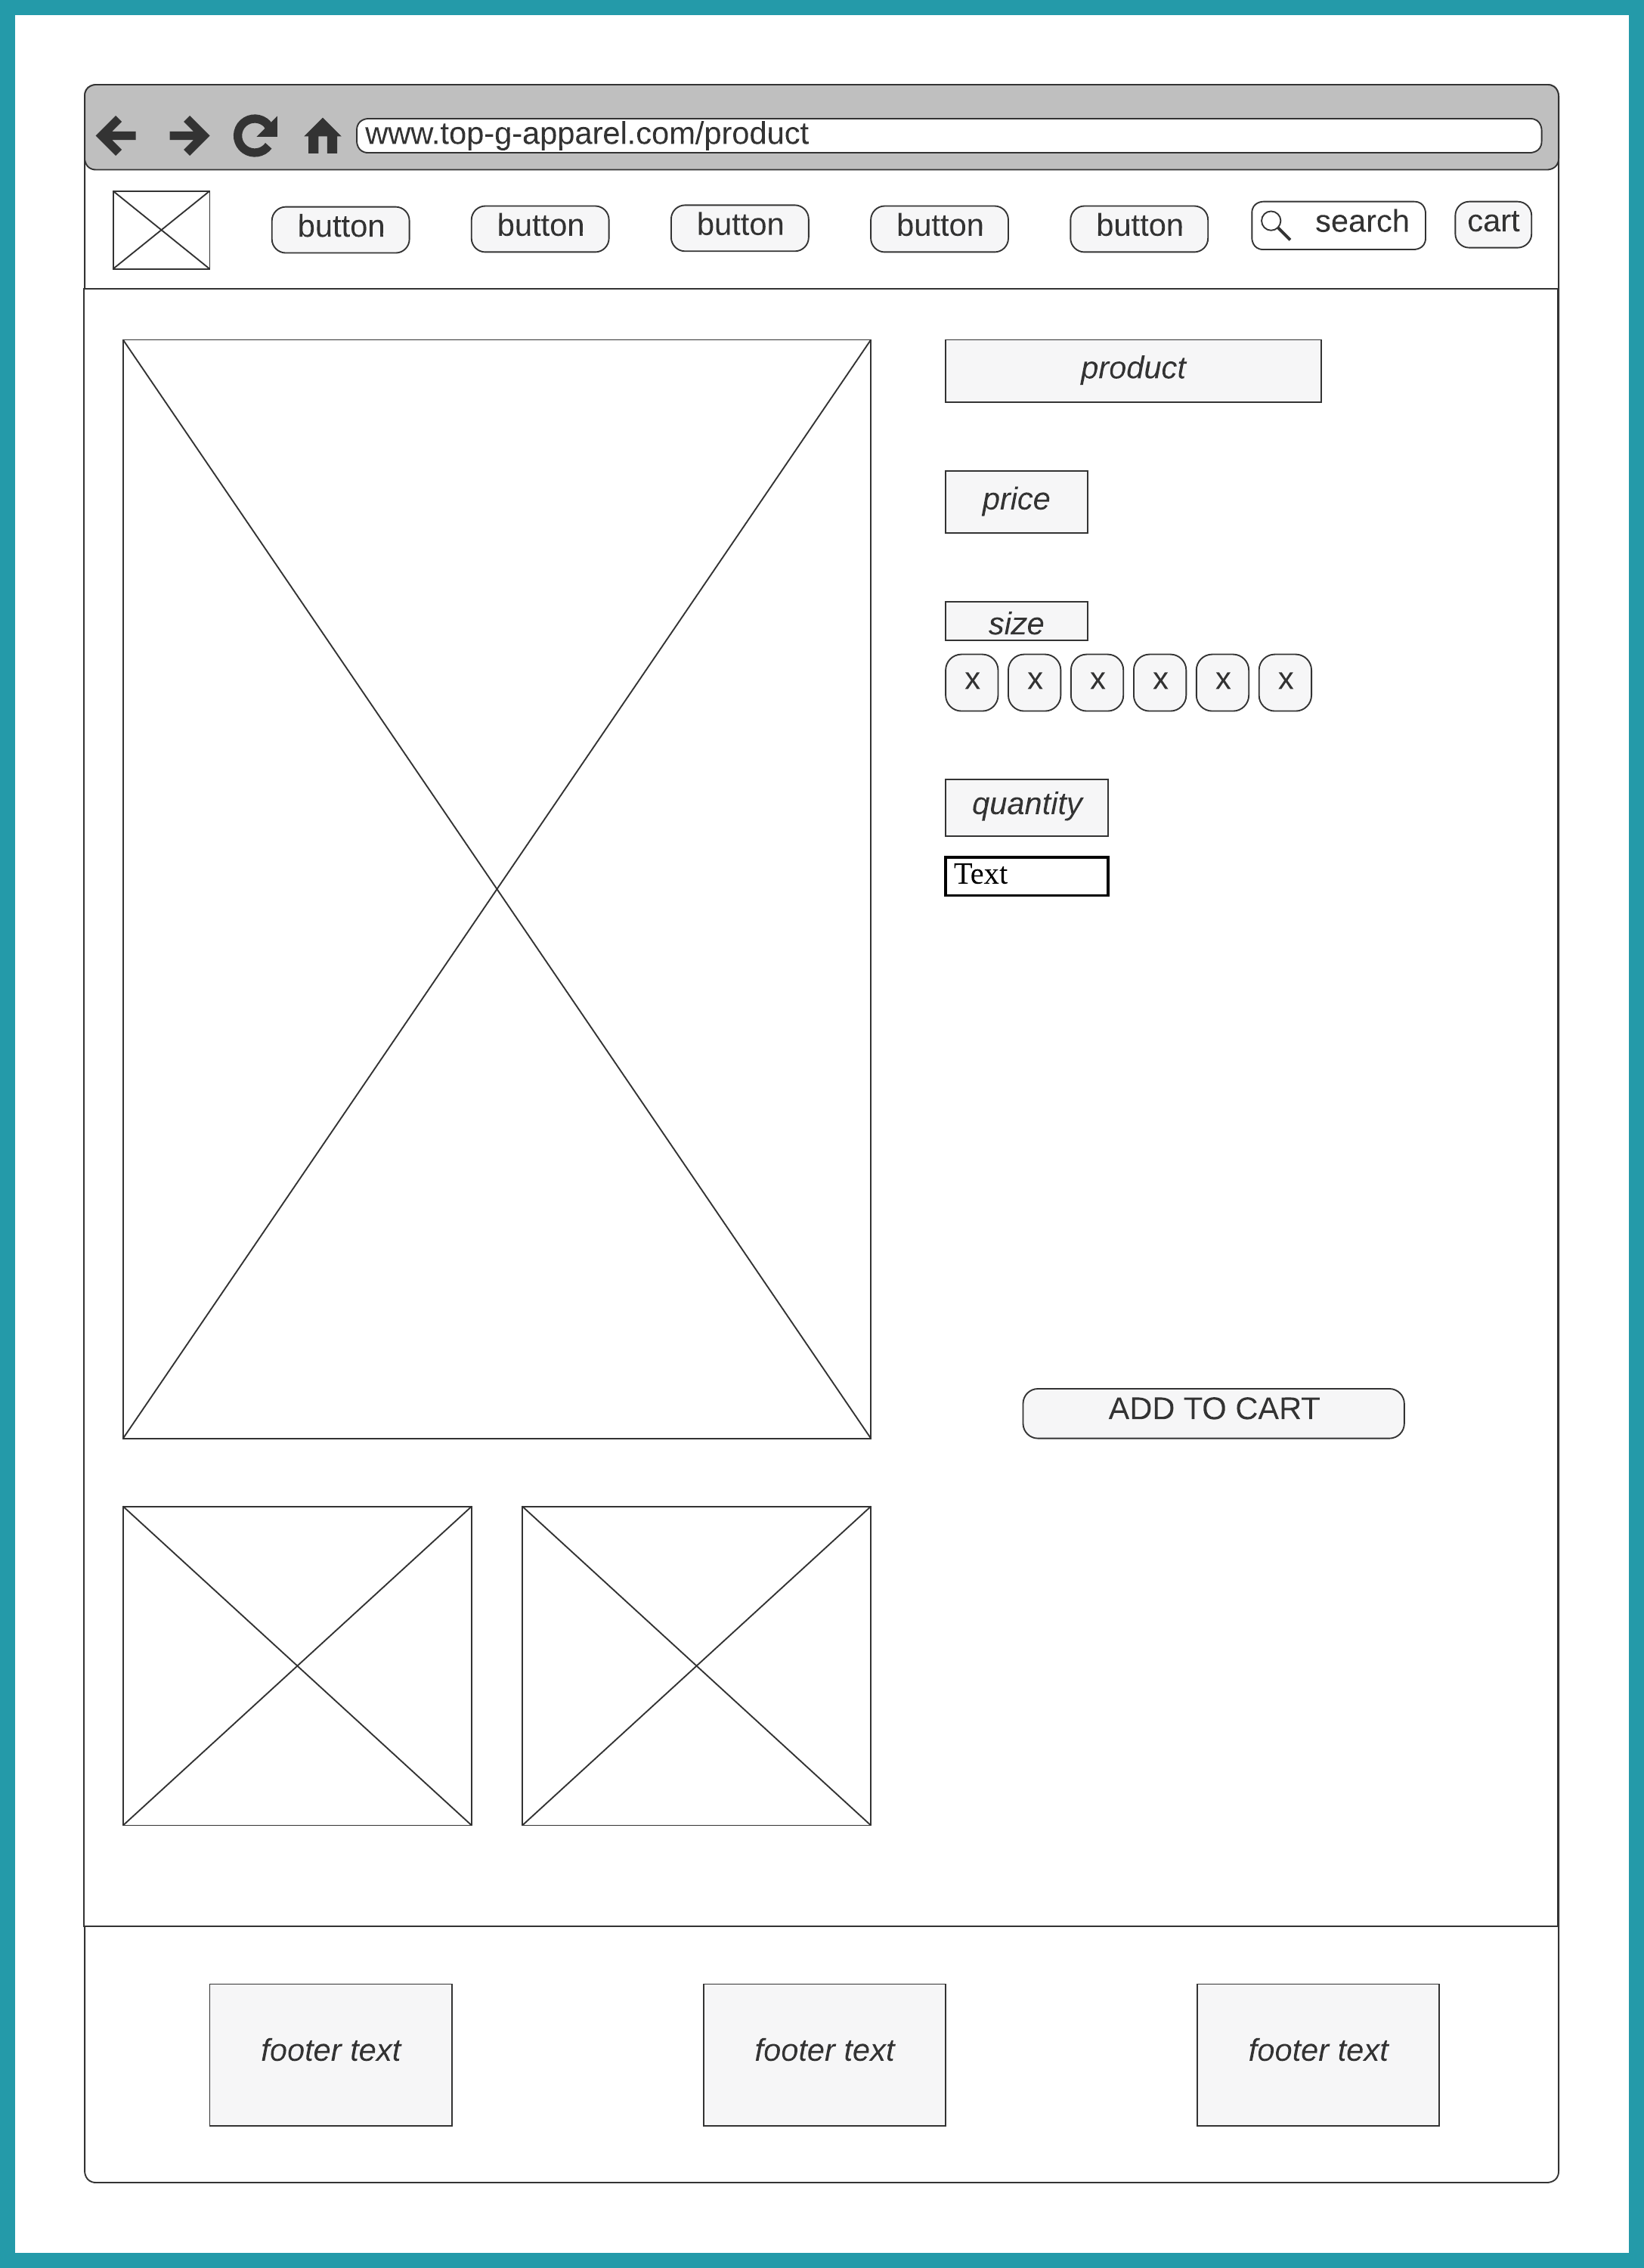 www.top-g-apparel.com/product
button button button button button search cart
product
price
size
x x x x x x
quantity
Text
ADD TO CART
footer text footer text footer text